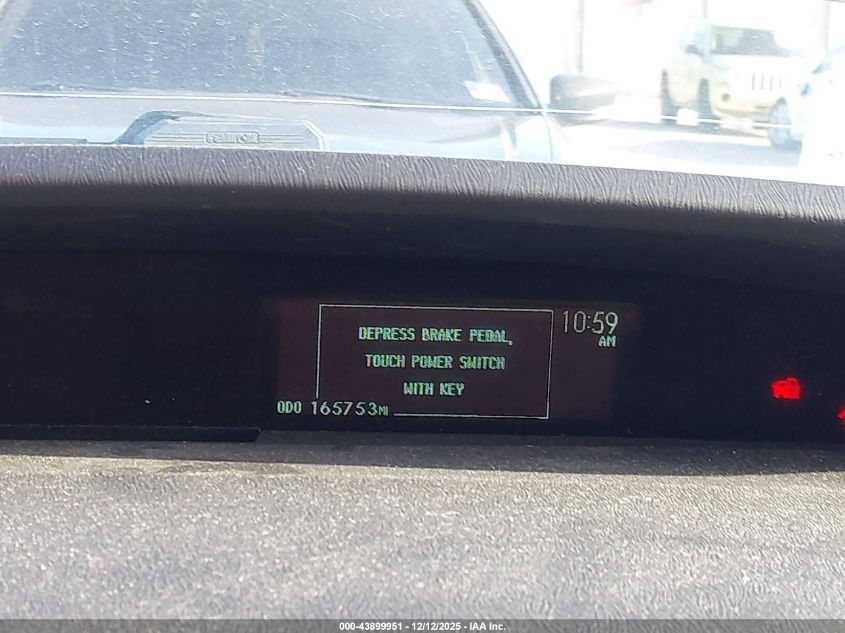 DEPRESS BRAKE PEDAL,
TOUCH POWER SWITCH
WITH KEY
10:59
AM
ODO 165753MI
000-43899951 - 12/12/2025 - IAA Inc.